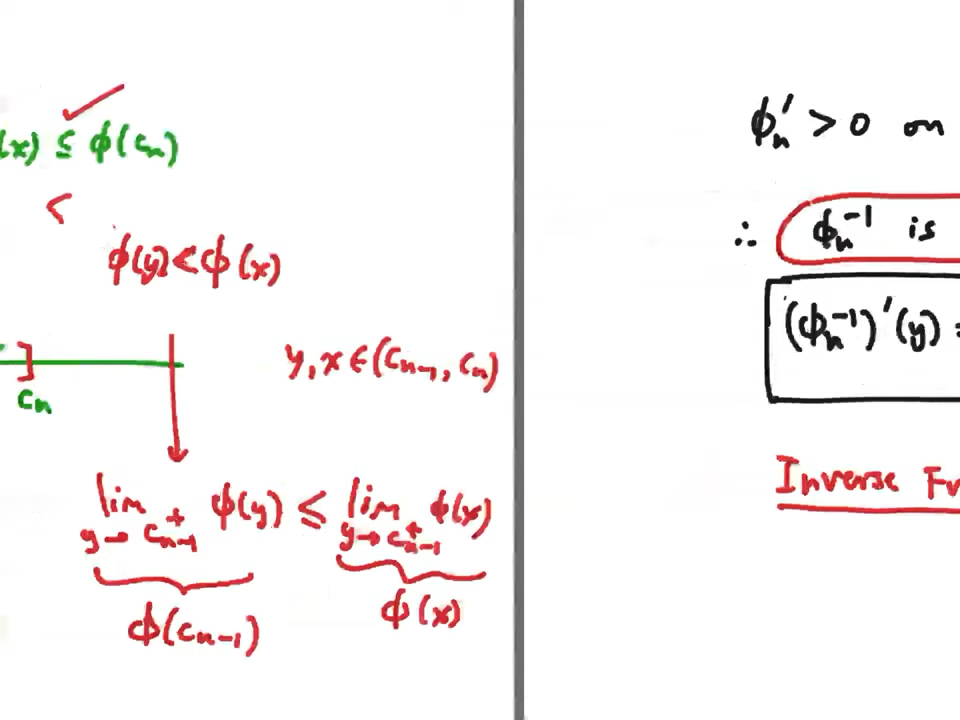 (x) ≤ ϕ(cₙ)
<
ϕ(y) < ϕ(x)
cₙ
y, x ∈ (cₙ₋₁, cₙ)
lim ϕ(y) ≤ lim ϕ(x)
y → cₙ₋₁⁺ y → cₙ₋₁⁺
ϕ(cₙ₋₁) ϕ(x)
ϕₙ′ > 0 on
∴ ϕₙ⁻¹ is
(ϕₙ⁻¹)′(y) =
Inverse